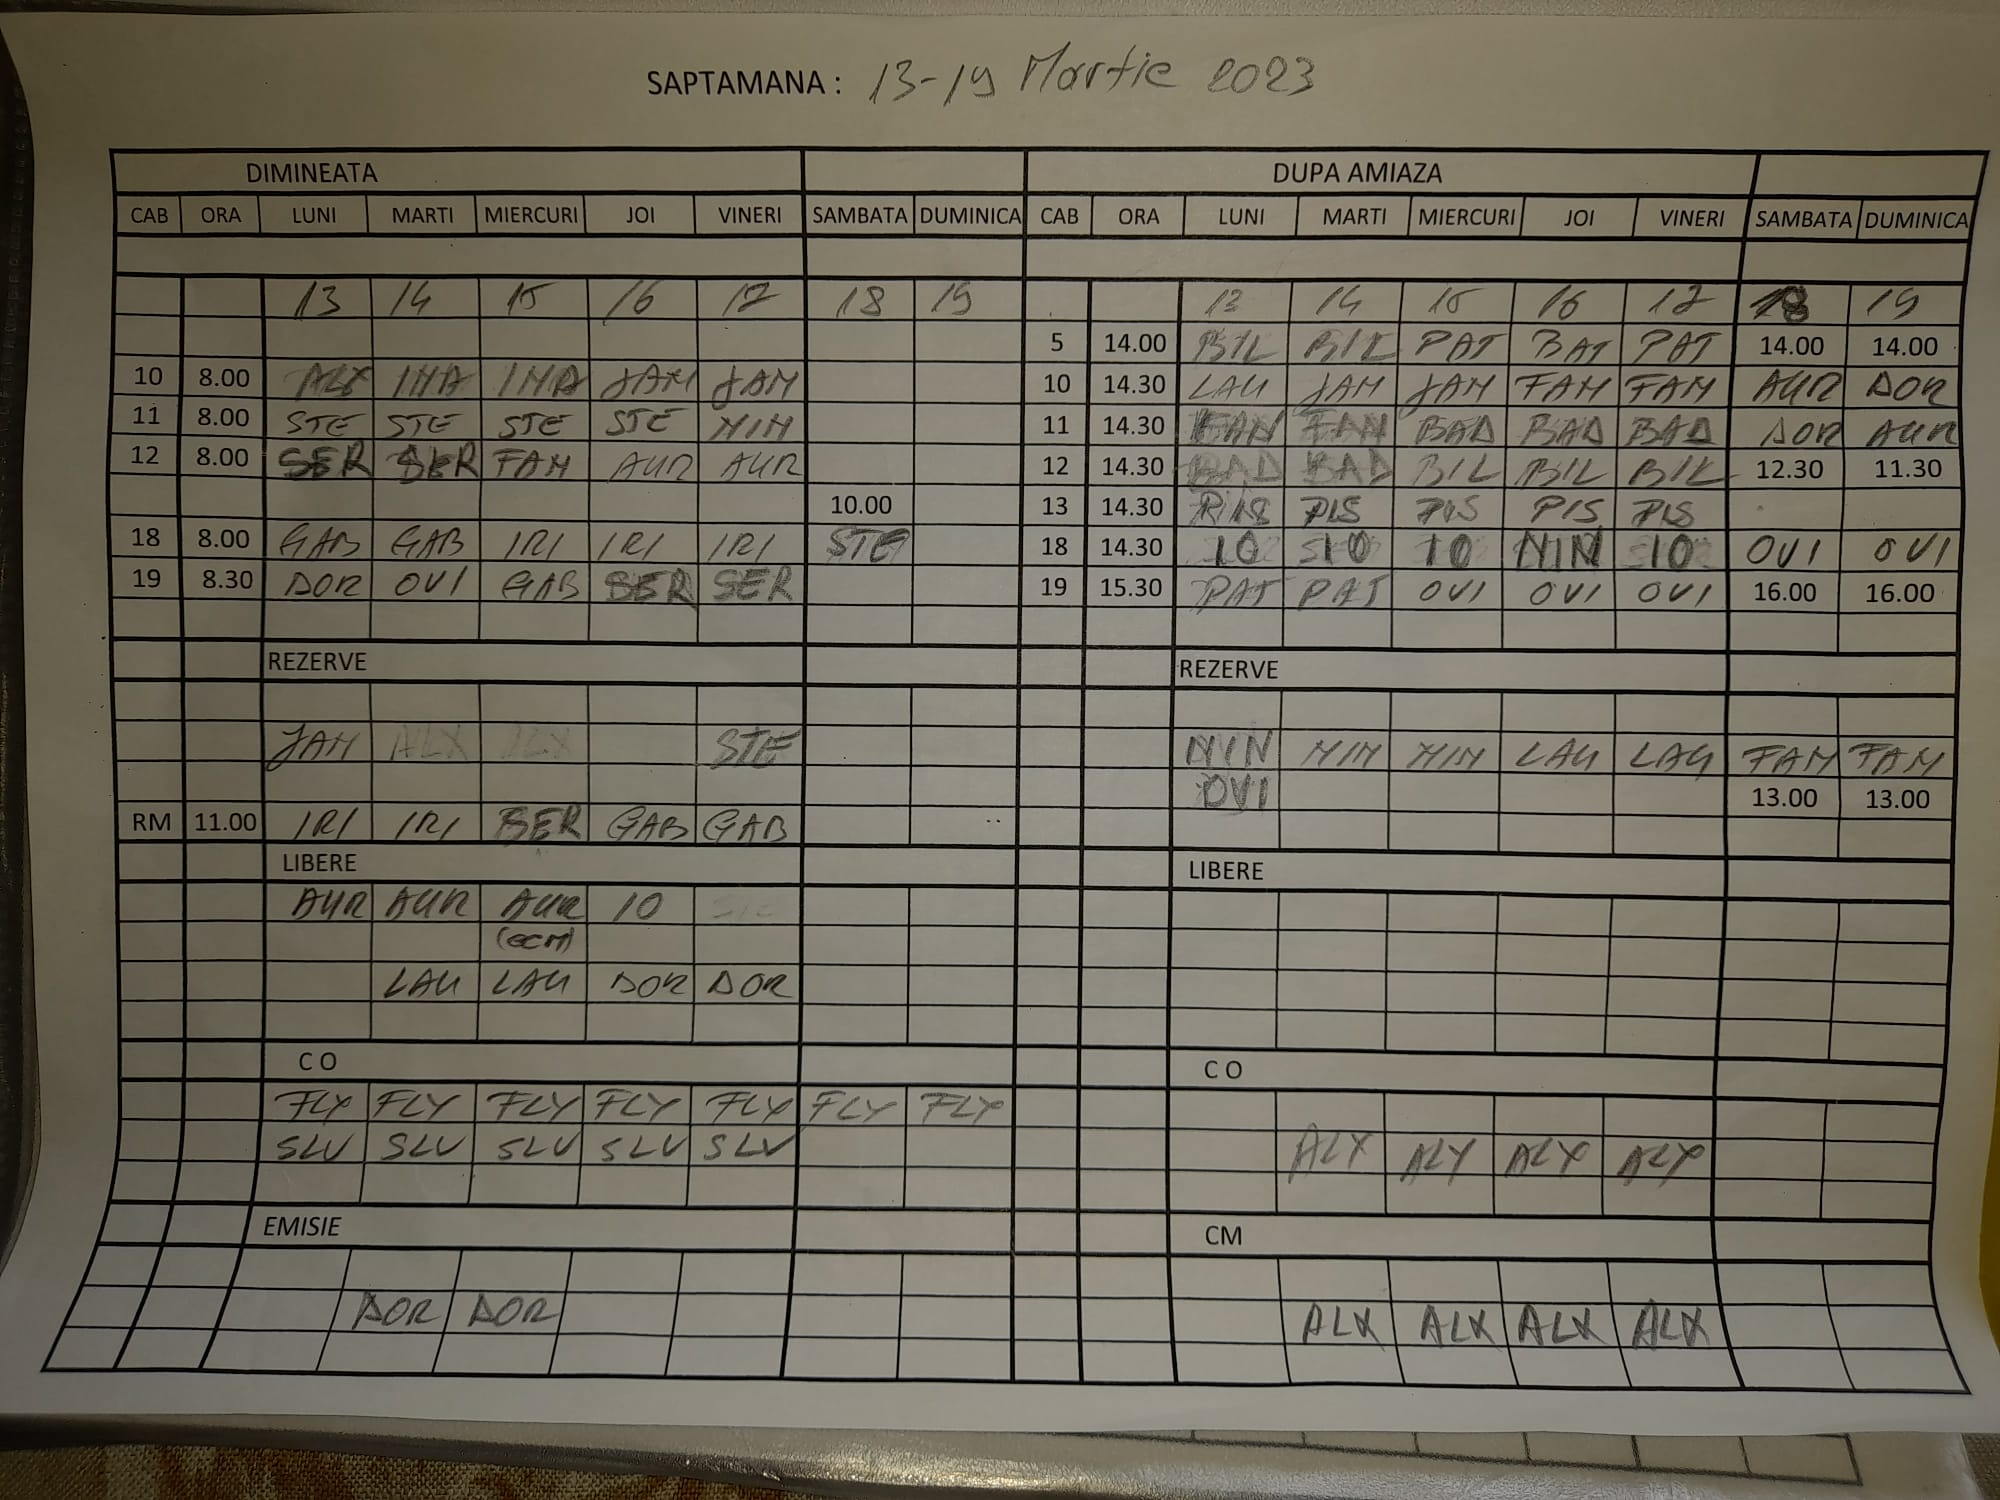 SAPTAMANA : 13-19 Martie 2023
DIMINEATA DUPA AMIAZA
CAB ORA LUNI MARTI MIERCURI JOI VINERI SAMBATA DUMINICA CAB ORA LUNI MARTI MIERCURI JOI VINERI SAMBATA DUMINICA
13 14 15 16 17 18 19 13 14 15 16 17 18 19
5 14.00 BIL BIL PAT BAT PAT 14.00 14.00
10 8.00 ALX INA INA JAM JAM 10 14.30 LAU JAM JAM FAM FAM AUR DOR
11 8.00 STE STE STE STE NIN 11 14.30 FAM FAM BAD BAD BAD DOR AUR
12 8.00 SER SER FAM AUR AUR 12 14.30 BAD BAD BIL BIL BIL 12.30 11.30
10.00 13 14.30 PIS PIS PIS PIS PIS
18 8.00 GAB GAB IRI IRI IRI STE 18 14.30 IO IO IO NIN IO OVI OVI
19 8.30 DOR OVI GAB SER SER 19 15.30 PAT PAT OVI OVI OVI 16.00 16.00
REZERVE REZERVE
JAM ALX ALX STE NIN NIN NIN LAU LAU FAM FAM
OVI 13.00 13.00
RM 11.00 IRI IRI SER GAB GAB
LIBERE LIBERE
AUR AUR AUR IO
(ecm)
LAU LAU DOR DOR
C O C O
FLY FLY FLY FLY FLY FLY FLY
SLV SLV SLV SLV SLV ALX ALX ALX ALX
EMISIE CM
DOR DOR ALX ALX ALX ALX